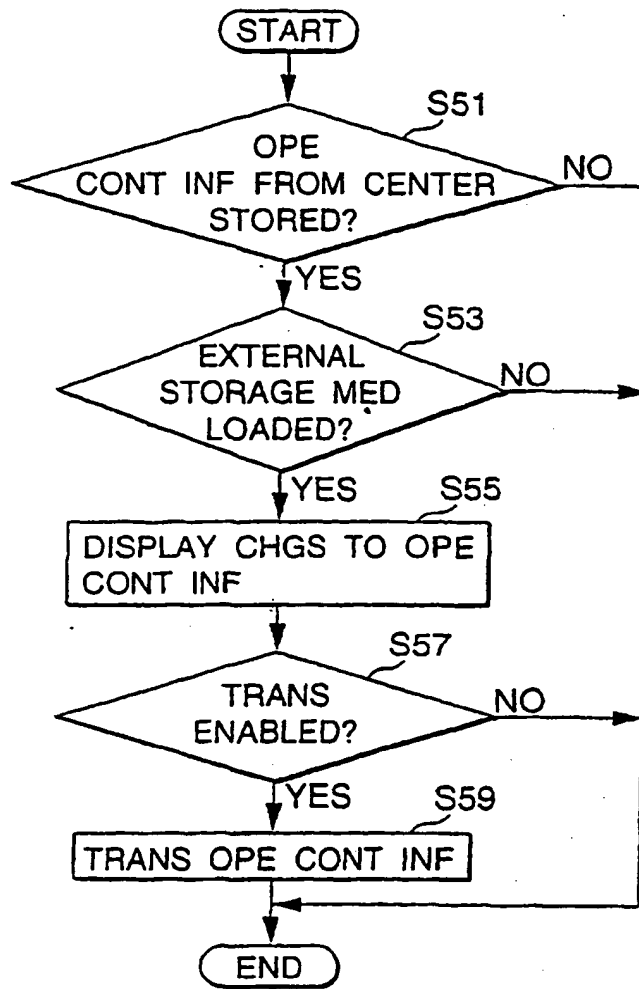 START
S51
OPE
CONT INF FROM CENTER
STORED?
NO
YES
S53
EXTERNAL
STORAGE MED
LOADED?
NO
YES
S55
DISPLAY CHGS TO OPE
CONT INF
S57
TRANS
ENABLED?
NO
YES
S59
TRANS OPE CONT INF
END